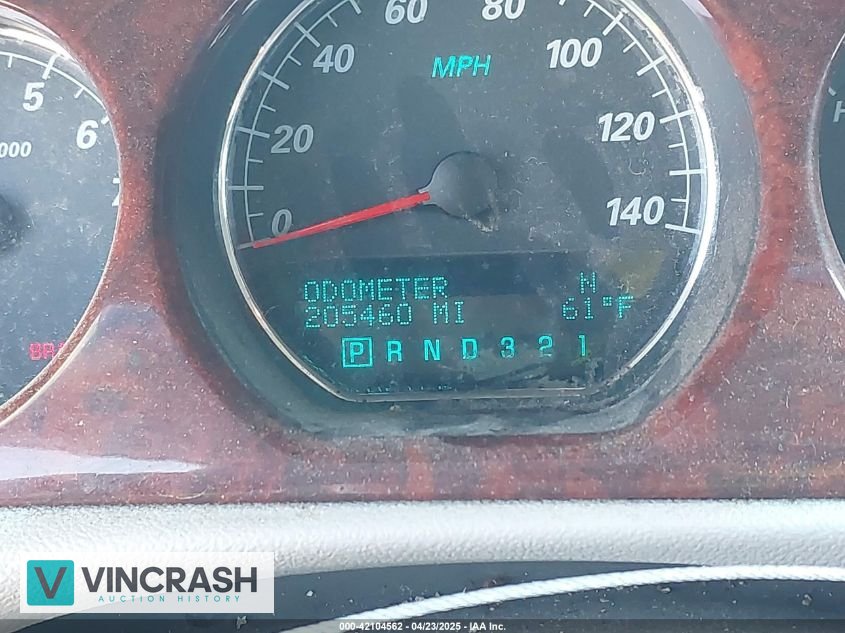 60 80
40 100
MPH
5
20 120
6
000
0 140
ODOMETER N
205460 MI 61°F
P R N D 3 2 1
V VINCRASH
AUCTION HISTORY
000-42104562 - 04/23/2025 - IAA Inc.